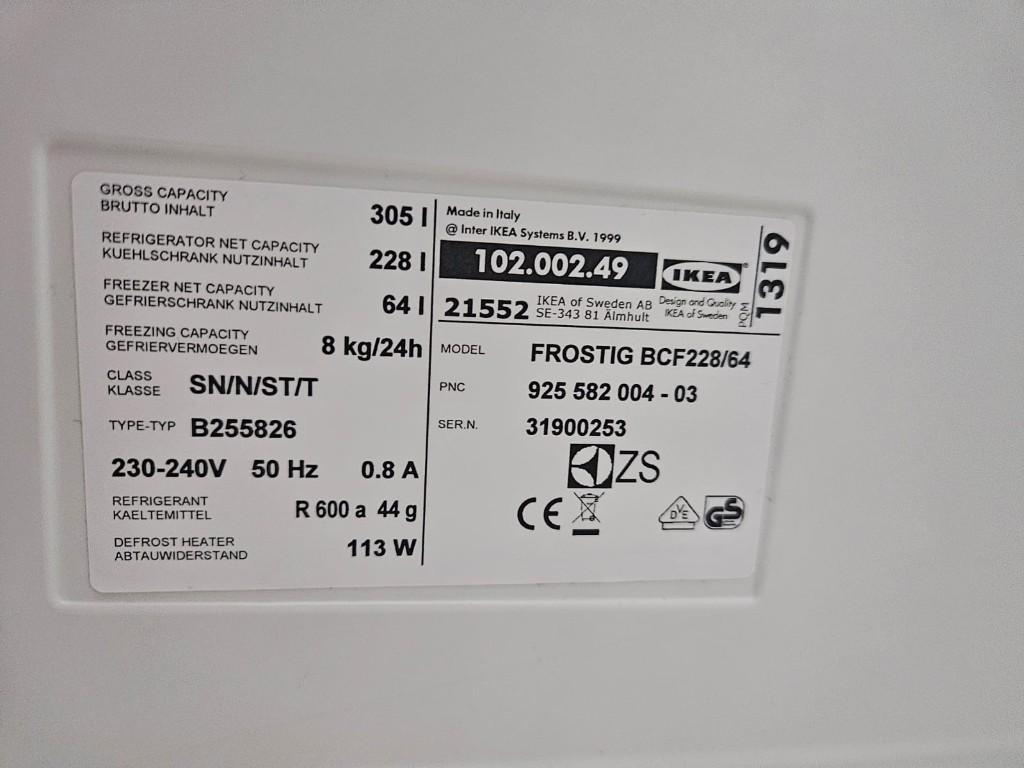 GROSS CAPACITY
BRUTTO INHALT
305 l
REFRIGERATOR NET CAPACITY
KUEHLSCHRANK NUTZINHALT
228 l
FREEZER NET CAPACITY
GEFRIERSCHRANK NUTZINHALT
64 l
FREEZING CAPACITY
GEFRIERVERMOEGEN
8 kg/24h
CLASS
KLASSE
SN/N/ST/T
TYPE-TYP B255826
230-240V 50 Hz 0.8 A
REFRIGERANT
KAELTEMITTEL
R 600 a 44 g
DEFROST HEATER
ABTAUWIDERSTAND
113 W
Made in Italy
@ Inter IKEA Systems B.V. 1999
102.002.49
IKEA®
21552
IKEA of Sweden AB
SE-343 81 Älmhult
Design and Quality
IKEA of Sweden
PQM
1319
MODEL FROSTIG BCF228/64
PNC 925 582 004 - 03
SER.N. 31900253
ZS
CE
DVE
GS